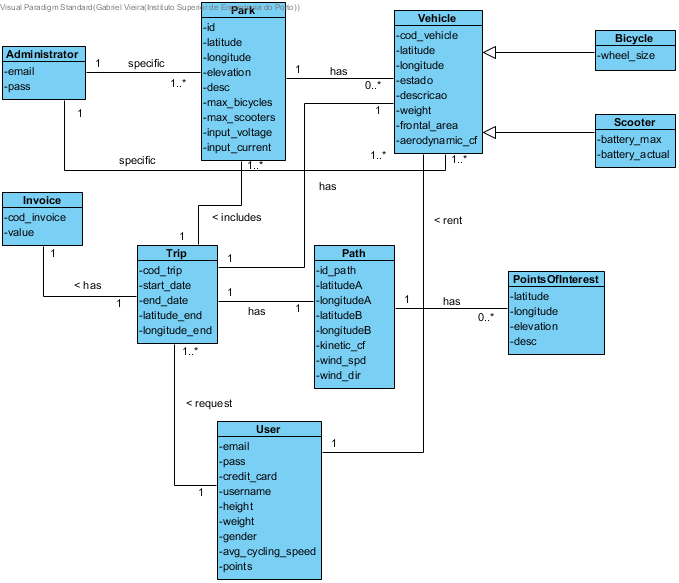 Visual Paradigm Standard(Gabriel Vieira(Instituto Superior de Engenharia do Porto))
Park
-id
-latitude
-longitude
-elevation
-desc
-max_bicycles
-max_scooters
-input_voltage
-input_current
Vehicle
-cod_vehicle
-latitude
-longitude
-estado
-descricao
-weight
-frontal_area
-aerodynamic_cf
Bicycle
-wheel_size
Administrator
-email
-pass
1
specific
1..*
1
has
0..*
1
Scooter
-battery_max
-battery_actual
1
specific
1..*
1..*
1..*
has
Invoice
-cod_invoice
-value
< includes
< rent
1
1
Trip
-cod_trip
-start_date
-end_date
-latitude_end
-longitude_end
1
< has
1
1
has
1
Path
-id_path
-latitudeA
-longitudeA
-latitudeB
-longitudeB
-kinetic_cf
-wind_spd
-wind_dir
1
has
0..*
PointsOfInterest
-latitude
-longitude
-elevation
-desc
1..*
< request
1
User
-email
-pass
-credit_card
-username
-height
-weight
-gender
-avg_cycling_speed
-points
1